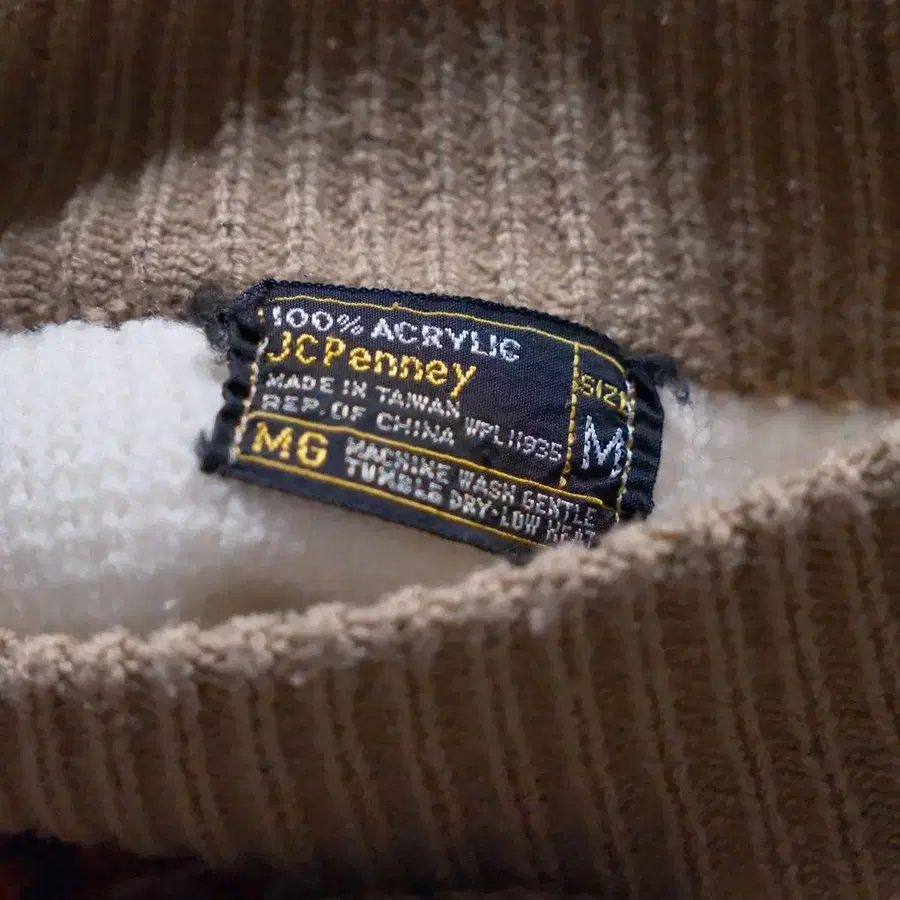 100% ACRYLIC
JCPenney
MADE IN TAIWAN
REP. OF CHINA WPL11935
SIZE
M
MG
MACHINE WASH GENTLE
TUMBLE DRY-LOW HEAT